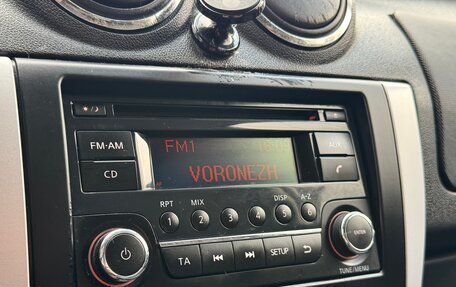 FM1
VORONEZH
FM·AM
AUX
CD
RPT MIX DISP A-Z
1 2 3 4 5 6
TA SETUP
ENTER
TUNE/MENU